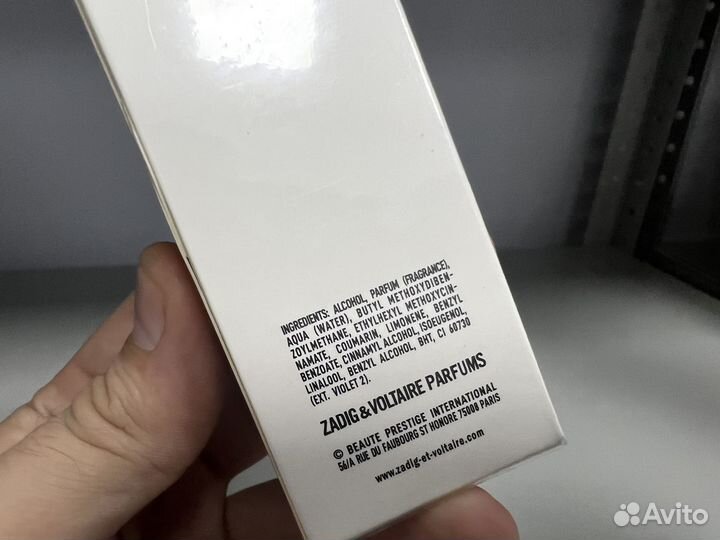 INGREDIENTS: ALCOHOL, PARFUM (FRAGRANCE),
AQUA (WATER), BUTYL METHOXYDIBEN-
ZOYLMETHANE, ETHYLHEXYL METHOXYCIN-
NAMATE, COUMARIN, LIMONENE, BENZYL
BENZOATE, CINNAMYL ALCOHOL, ISOEUGENOL,
LINALOOL, BENZYL ALCOHOL, BHT, CI 60730
(EXT. VIOLET 2).
ZADIG & VOLTAIRE PARFUMS
© BEAUTE PRESTIGE INTERNATIONAL
56/A RUE DU FAUBOURG ST HONORE 75008 PARIS
www.zadig-et-voltaire.com
Avito